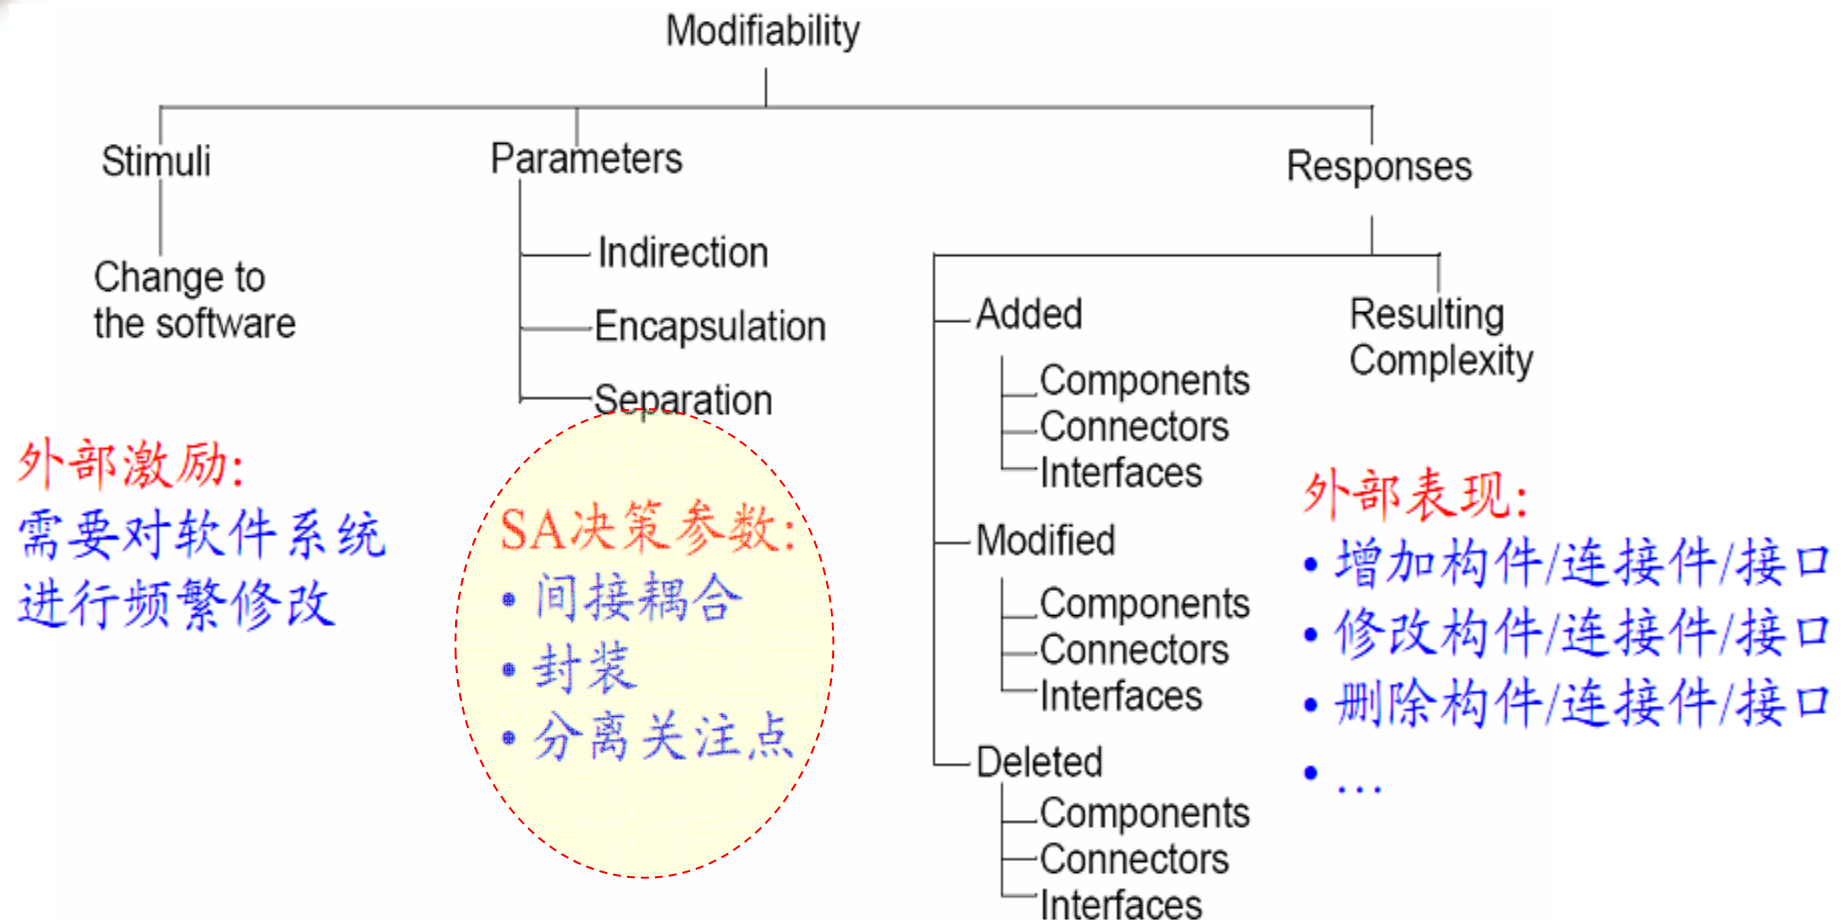 Modifiability
Stimuli
Change to
the software
外部激励:
需要对软件系统
进行频繁修改
Parameters
Indirection
Encapsulation
Separation
SA决策参数:
• 间接耦合
• 封装
• 分离关注点
Responses
Added
Components
Connectors
Interfaces
Modified
Components
Connectors
Interfaces
Deleted
Components
Connectors
Interfaces
Resulting
Complexity
外部表现:
• 增加构件/连接件/接口
• 修改构件/连接件/接口
• 删除构件/连接件/接口
• …